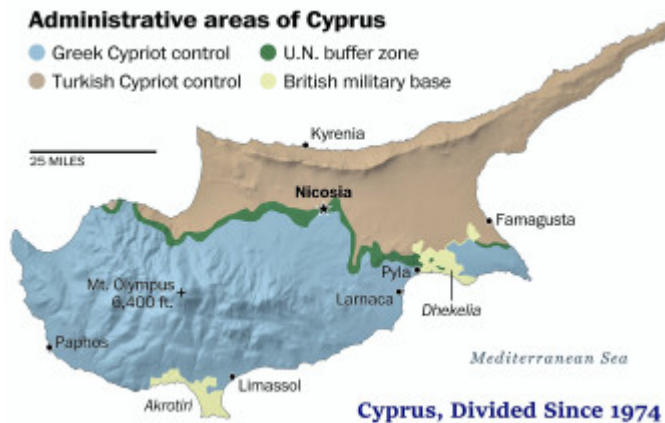 Administrative areas of Cyprus
Greek Cypriot control
U.N. buffer zone
Turkish Cypriot control
British military base
Kyrenia
25 MILES
Nicosia
Famagusta
Pyla
Mt. Olympus
6,400 ft.
Larnaca
Dhekelia
Paphos
Mediterranean Sea
Limassol
Akrotiri
Cyprus, Divided Since 1974